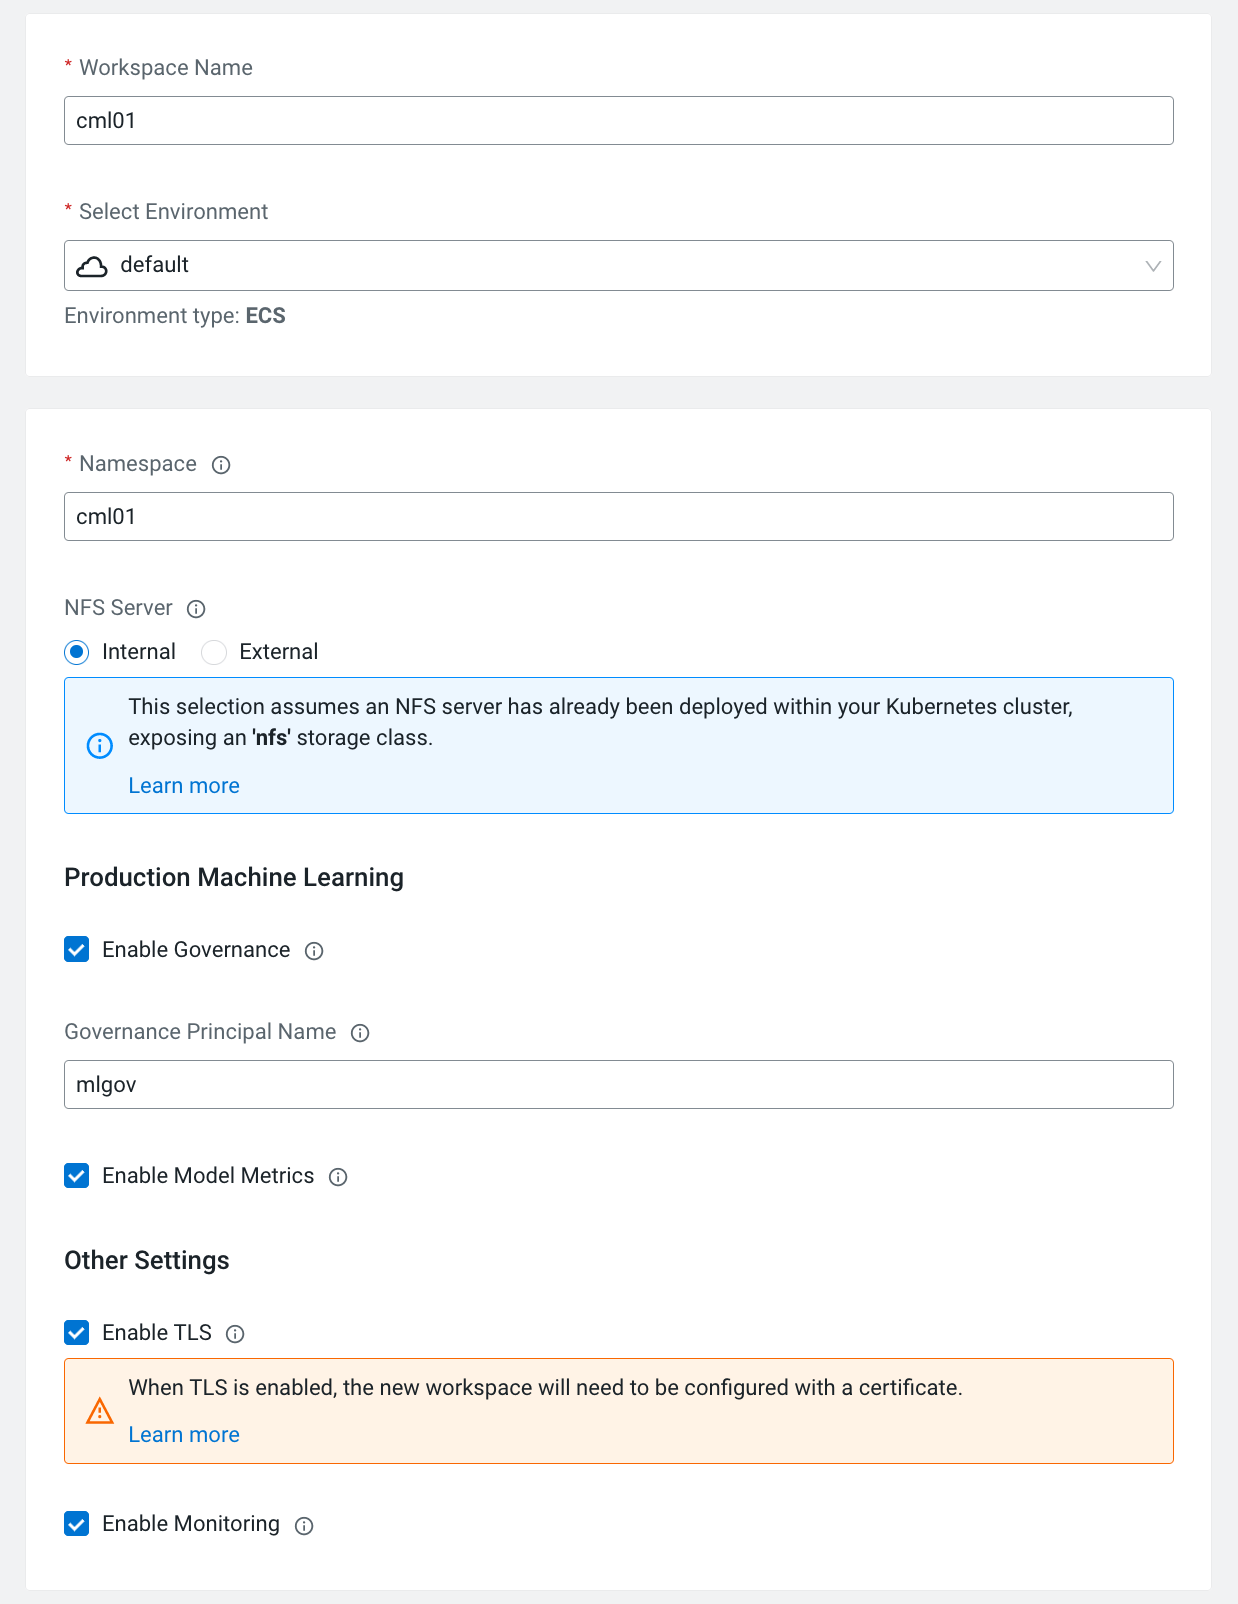 * Workspace Name
cml01
* Select Environment
default
Environment type: ECS
* Namespace
cml01
NFS Server
Internal External
This selection assumes an NFS server has already been deployed within your Kubernetes cluster,
exposing an 'nfs' storage class.
Learn more
Production Machine Learning
Enable Governance
Governance Principal Name
mlgov
Enable Model Metrics
Other Settings
Enable TLS
When TLS is enabled, the new workspace will need to be configured with a certificate.
Learn more
Enable Monitoring